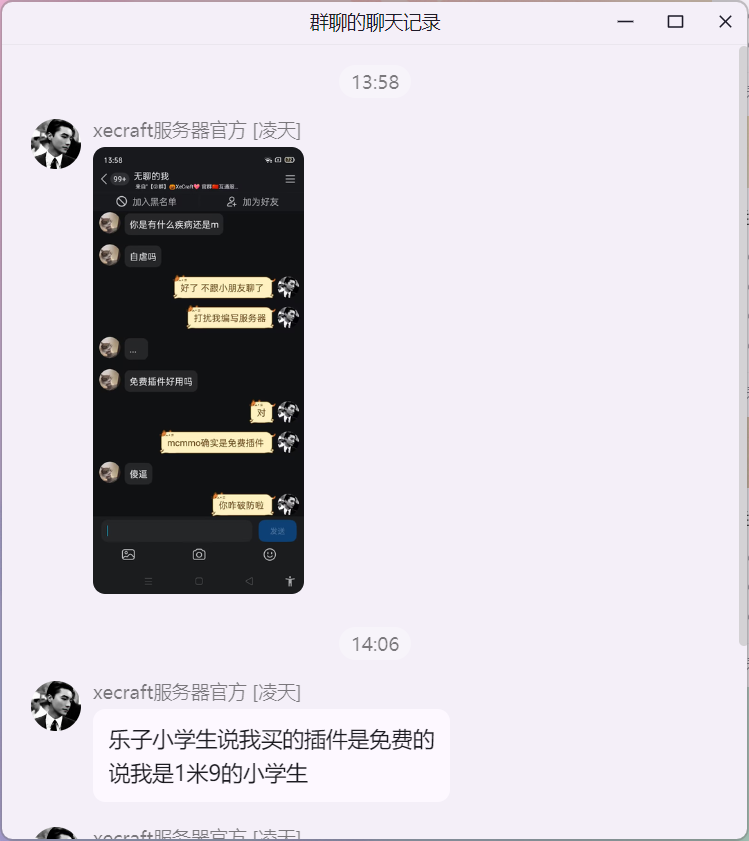 群聊的聊天记录
13:58
xecraft服务器官方 [凌天]
13:58
99+
无聊的我
来自"【④群】🎃XeCraft💖 官群🇨🇳互通服...
加入黑名单
加为好友
你是有什么疾病还是m
自虐吗
好了 不跟小朋友聊了
打扰我编写服务器
...
免费插件好用吗
对
mcmmo确实是免费插件
傻逼
你咋破防啦
发送
14:06
xecraft服务器官方 [凌天]
乐子小学生说我买的插件是免费的
说我是1米9的小学生
xecraft服务器官方 [凌天]